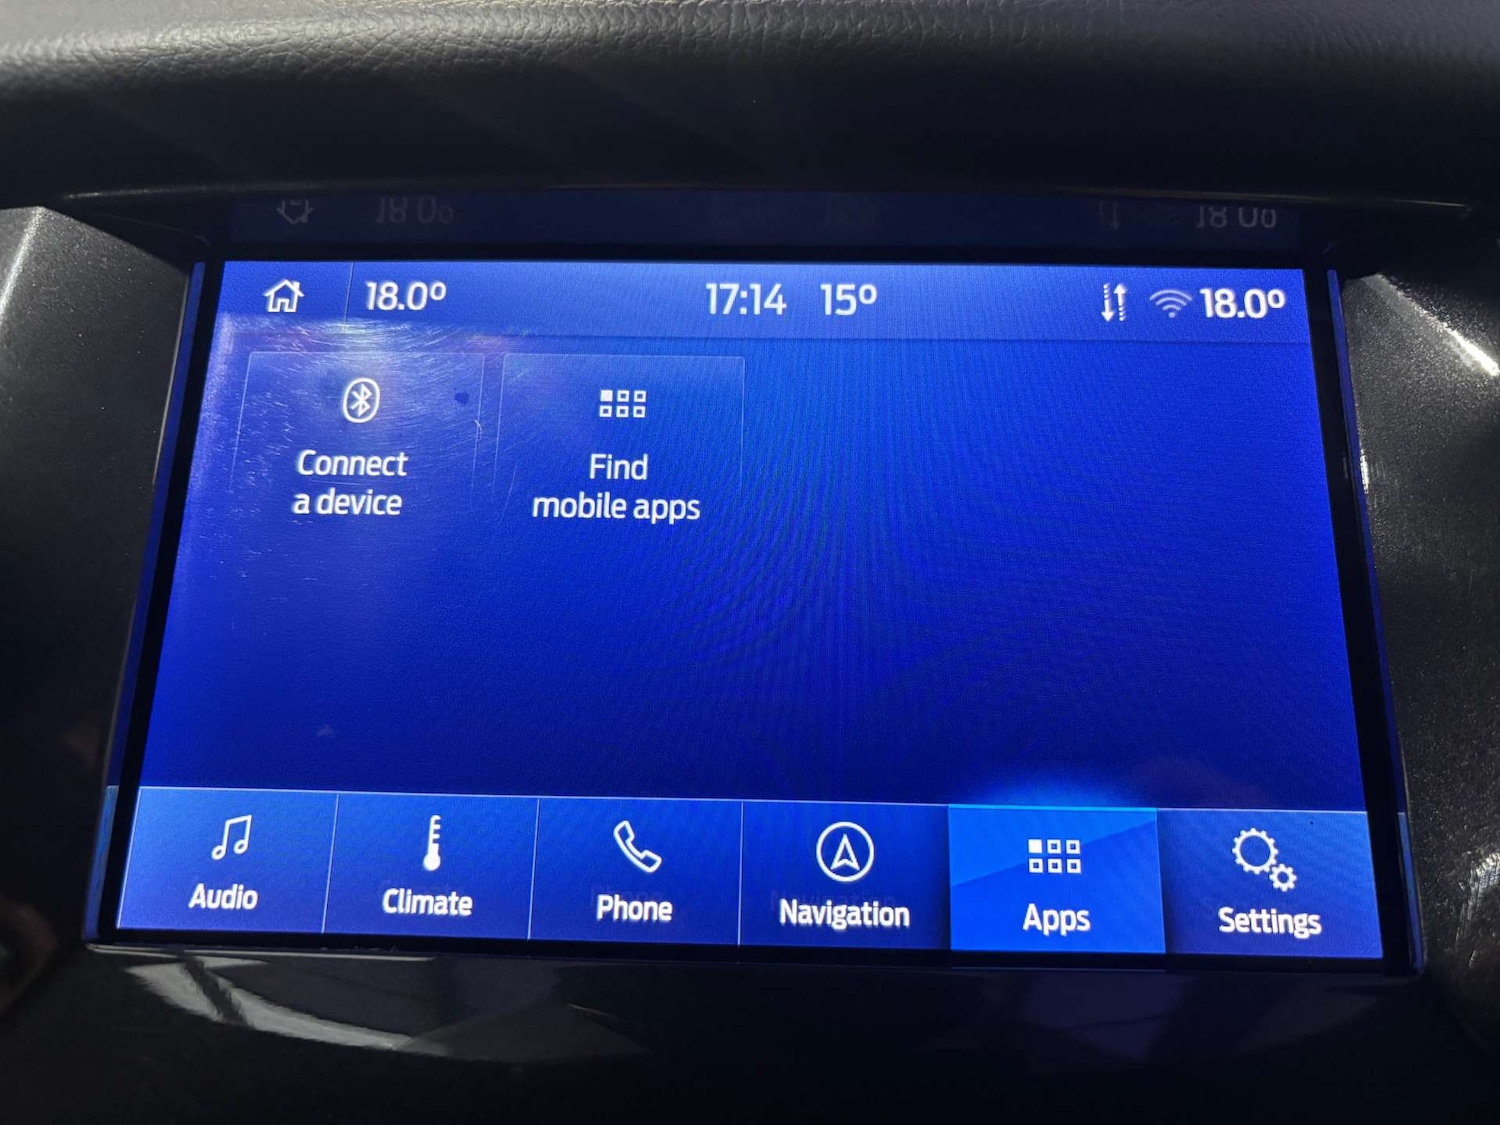 18.0° 17:14 15° 18.0°
Connect
a device
Find
mobile apps
Audio Climate Phone Navigation Apps Settings